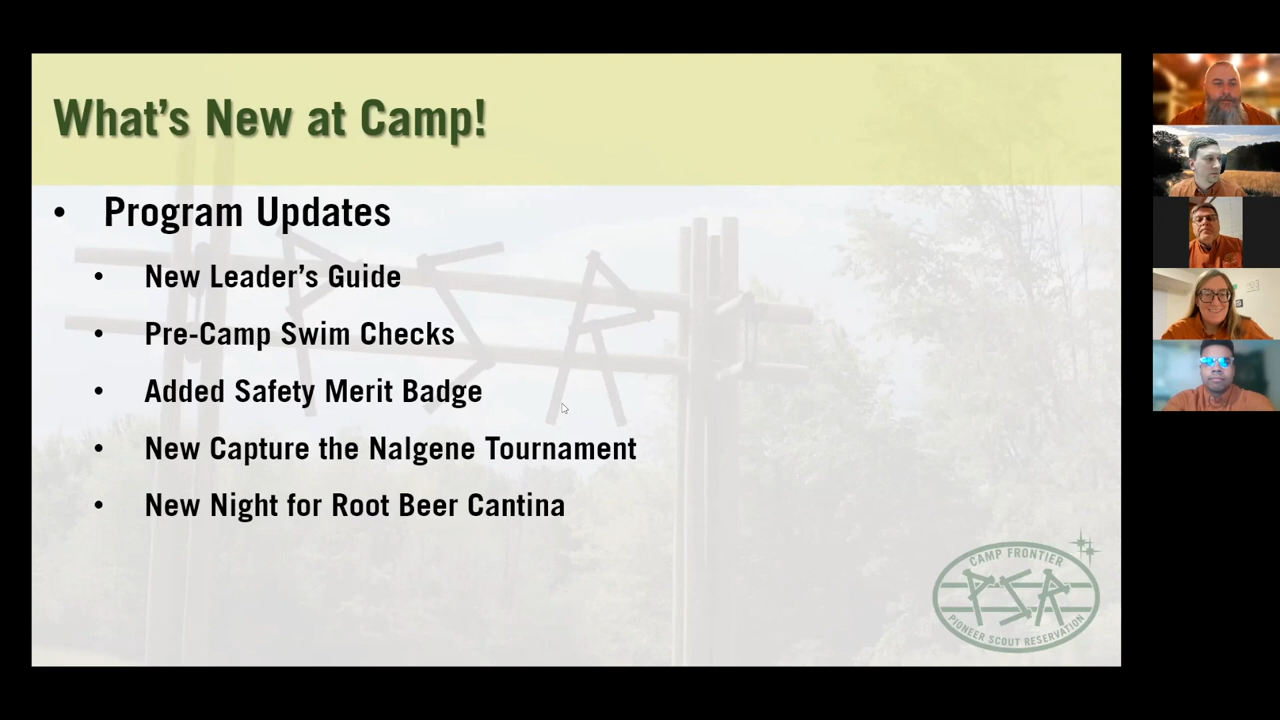 What's New at Camp!
• Program Updates
• New Leader's Guide
• Pre-Camp Swim Checks
• Added Safety Merit Badge
• New Capture the Nalgene Tournament
• New Night for Root Beer Cantina
PSR
CAMP FRONTIER
PSR
PIONEER SCOUT RESERVATION